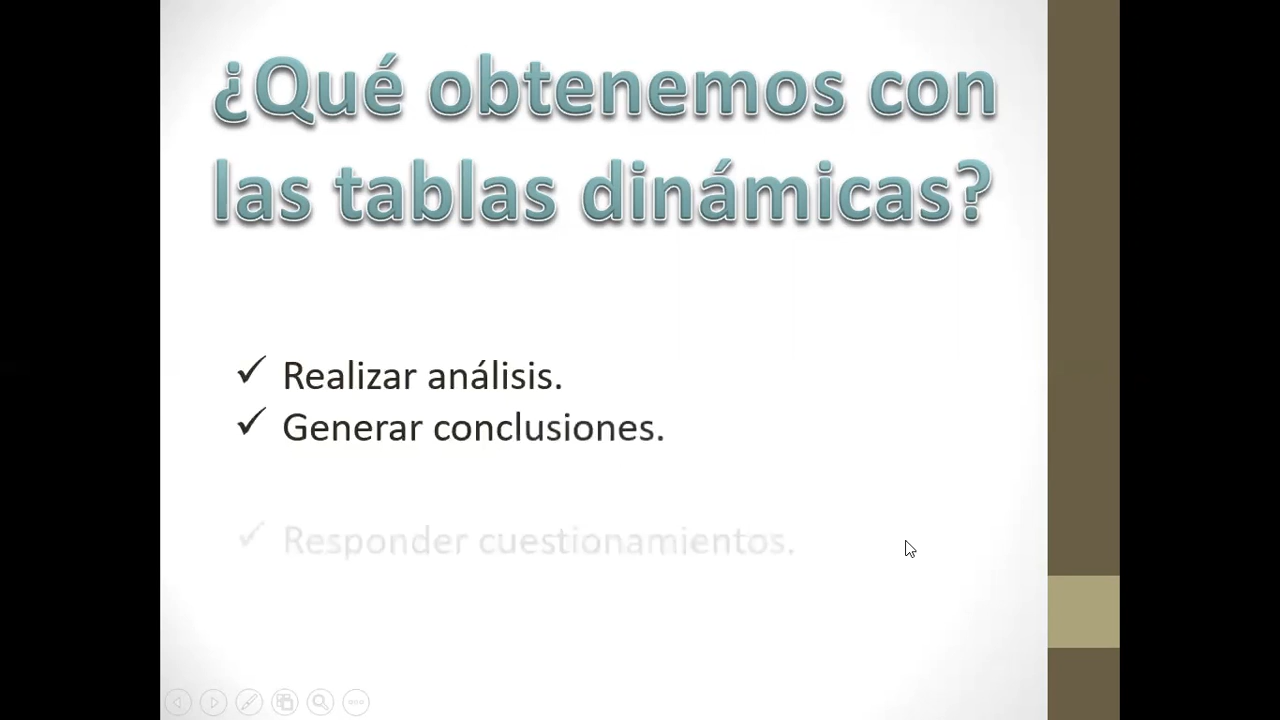 ¿Qué obtenemos con
las tablas dinámicas?
✓ Realizar análisis.
✓ Generar conclusiones.
✓ Responder cuestionamientos.